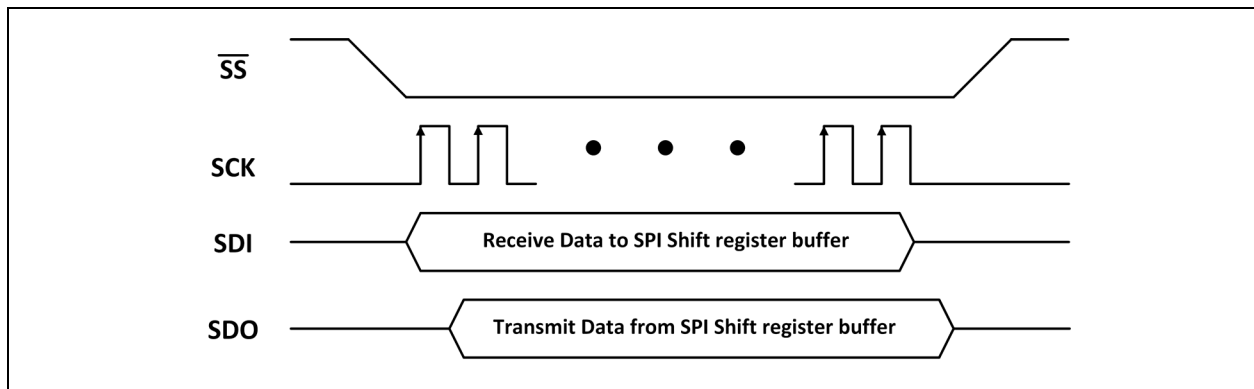 SS
SCK
SDI
Receive Data to SPI Shift register buffer
SDO
Transmit Data from SPI Shift register buffer